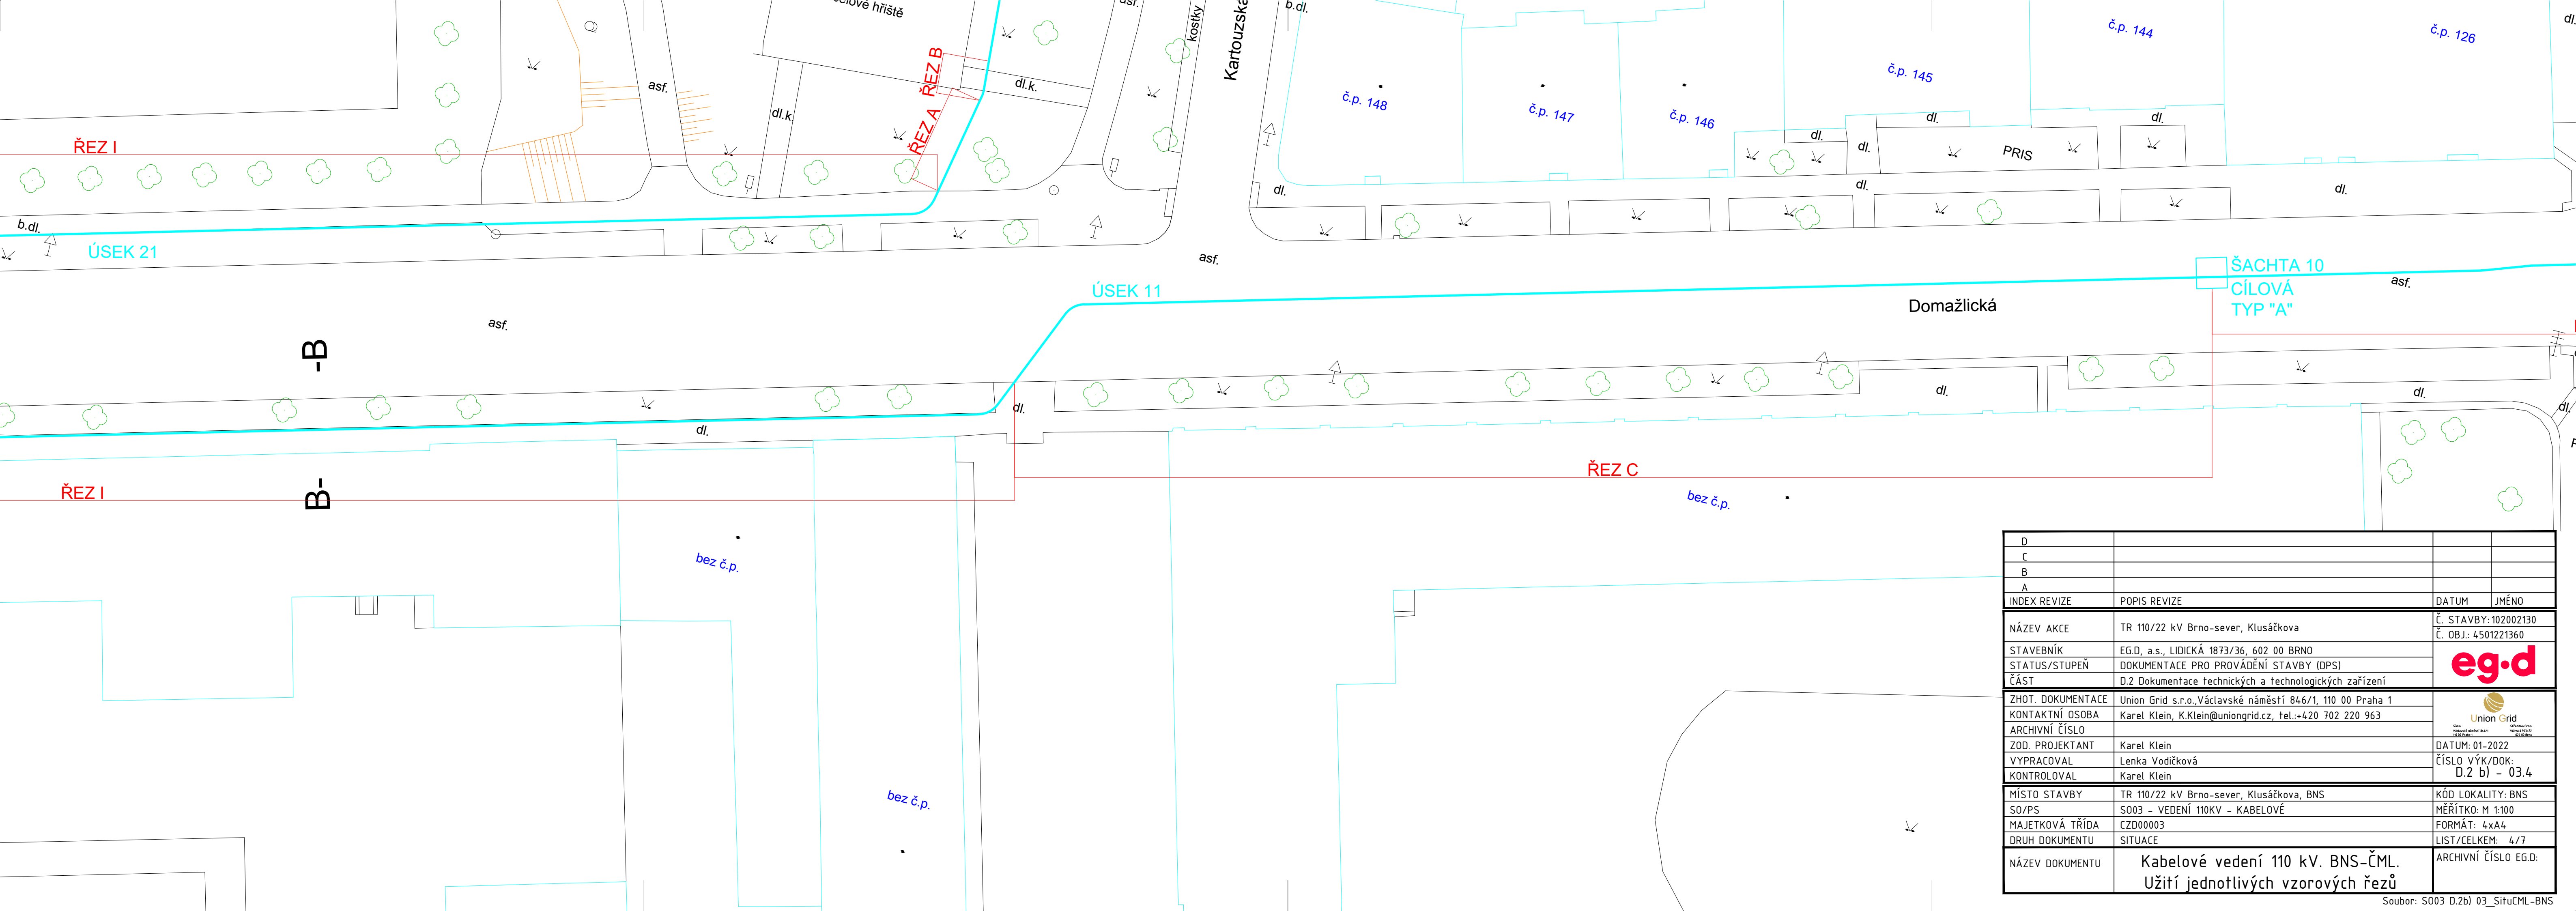 elové hřiště
asf.
kostky
Kartouzská
b.dl.
č.p. 144
č.p. 126
dl.
č.p. 145
ŘEZ B
asf.
dl.k.
dl.k.
č.p. 148
č.p. 147
č.p. 146
ŘEZ A
dl.
dl.
dl.
dl.
PRIS
ŘEZ I
dl.
dl.
dl.
b.dl.
ÚSEK 21
asf.
ÚSEK 11
ŠACHTA 10
CÍLOVÁ
TYP "A"
asf.
Domažlická
asf.
-B
dl.
dl.
dl.
dl.
dl.
ŘEZ I
B-
ŘEZ C
bez č.p.
bez č.p.
bez č.p.
D
C
B
A
INDEX REVIZE POPIS REVIZE DATUM JMÉNO
NÁZEV AKCE TR 110/22 kV Brno-sever, Klusáčkova
Č. STAVBY: 102002130
Č. OBJ.: 4501221360
STAVEBNÍK EG.D, a.s., LIDICKÁ 1873/36, 602 00 BRNO
STATUS/STUPEŇ DOKUMENTACE PRO PROVÁDĚNÍ STAVBY (DPS)
ČÁST D.2 Dokumentace technických a technologických zařízení
eg·d
ZHOT. DOKUMENTACE Union Grid s.r.o.,Václavské náměstí 846/1, 110 00 Praha 1
KONTAKTNÍ OSOBA Karel Klein, K.Klein@uniongrid.cz, tel.:+420 702 220 963
Union Grid
ARCHIVNÍ ČÍSLO
ZOD. PROJEKTANT Karel Klein DATUM: 01-2022
VYPRACOVAL Lenka Vodičková ČÍSLO VÝK/DOK:
KONTROLOVAL Karel Klein D.2 b) - 03.4
MÍSTO STAVBY TR 110/22 kV Brno-sever, Klusáčkova, BNS KÓD LOKALITY: BNS
SO/PS SO03 - VEDENÍ 110KV - KABELOVÉ MĚŘÍTKO: M 1:100
MAJETKOVÁ TŘÍDA CZD00003 FORMÁT: 4xA4
DRUH DOKUMENTU SITUACE LIST/CELKEM: 4/7
NÁZEV DOKUMENTU Kabelové vedení 110 kV. BNS-ČML. ARCHIVNÍ ČÍSLO EG.D:
Užití jednotlivých vzorových řezů
Soubor: SO03 D.2b) 03_SituCML-BNS